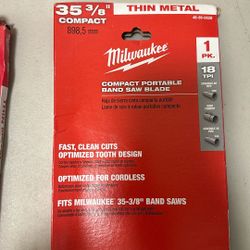 35 3/8"
COMPACT
898,5 mm
THIN METAL
Milwaukee
1
PK.
COMPACT PORTABLE
BAND SAW BLADE
18
TPI
FAST, CLEAN CUTS
OPTIMIZED TOOTH DESIGN
OPTIMIZED FOR CORDLESS
FITS MILWAUKEE 35-3/8" BAND SAWS